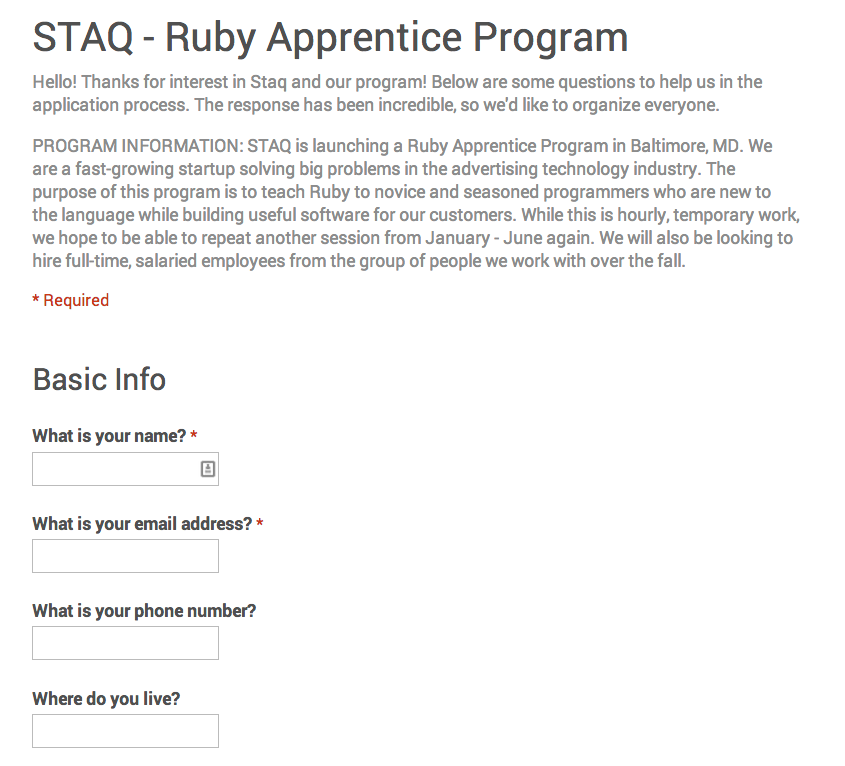 STAQ - Ruby Apprentice Program
Hello! Thanks for interest in Staq and our program! Below are some questions to help us in the
application process. The response has been incredible, so we'd like to organize everyone.
PROGRAM INFORMATION: STAQ is launching a Ruby Apprentice Program in Baltimore, MD. We
are a fast-growing startup solving big problems in the advertising technology industry. The
purpose of this program is to teach Ruby to novice and seasoned programmers who are new to
the language while building useful software for our customers. While this is hourly, temporary work,
we hope to be able to repeat another session from January - June again. We will also be looking to
hire full-time, salaried employees from the group of people we work with over the fall.
* Required
Basic Info
What is your name? *
What is your email address? *
What is your phone number?
Where do you live?